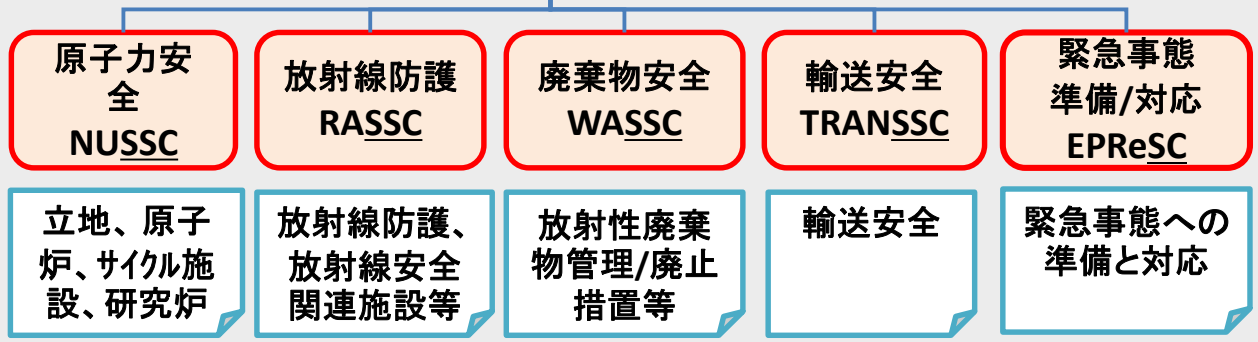 原子力安
全
NUSSC
放射線防護
RASSC
廃棄物安全
WASSC
輸送安全
TRANSSC
緊急事態
準備/対応
EPReSC
立地、原子
炉、サイクル施
設、研究炉
放射線防護、
放射線安全
関連施設等
放射性廃棄
物管理/廃止
措置等
輸送安全
緊急事態への
準備と対応